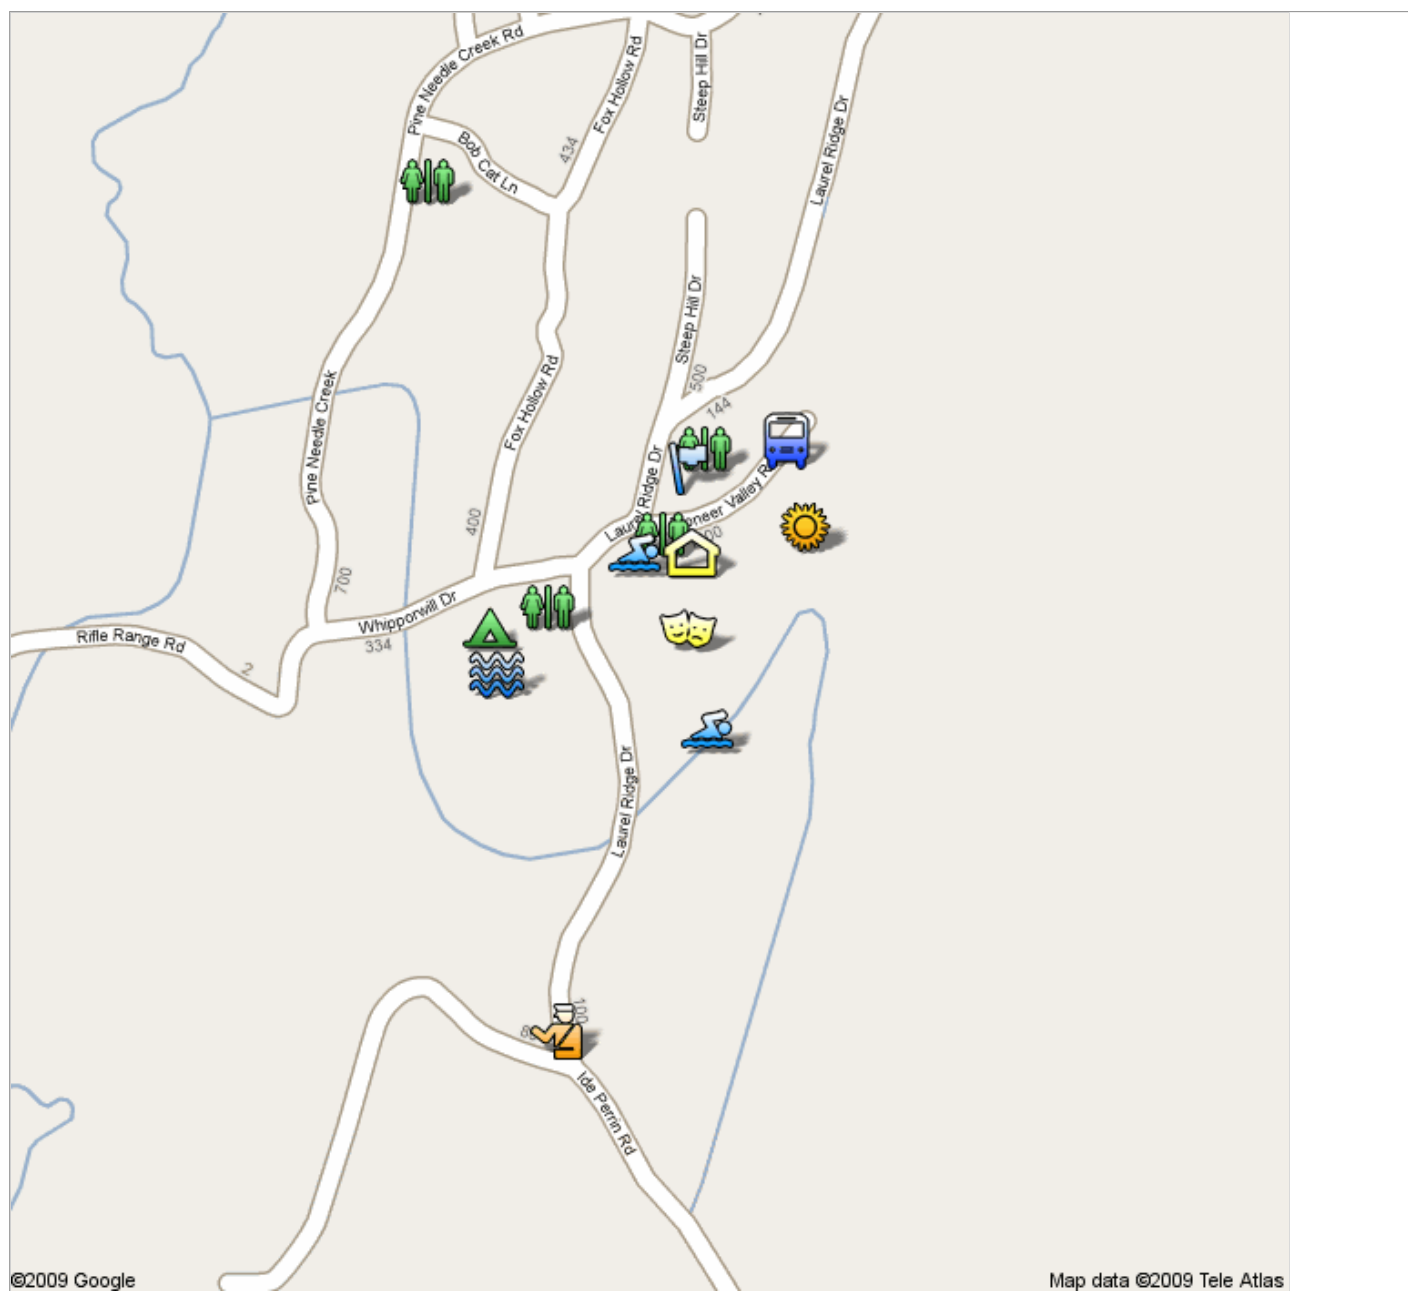 Pine Needle Creek Rd
Fox Hollow Rd
Steep Hill Dr
Laurel Ridge Dr
Bob Cat Ln
434
Steep Hill Dr
Fox Hollow Rd
Pine Needle Creek
500
144
Laurel Ridge Dr
400
700
Whipporwill Dr
334
Rifle Range Rd
2
Laurel Ridge Dr
100
Ide Perrin Rd
©2009 Google
Map data ©2009 Tele Atlas